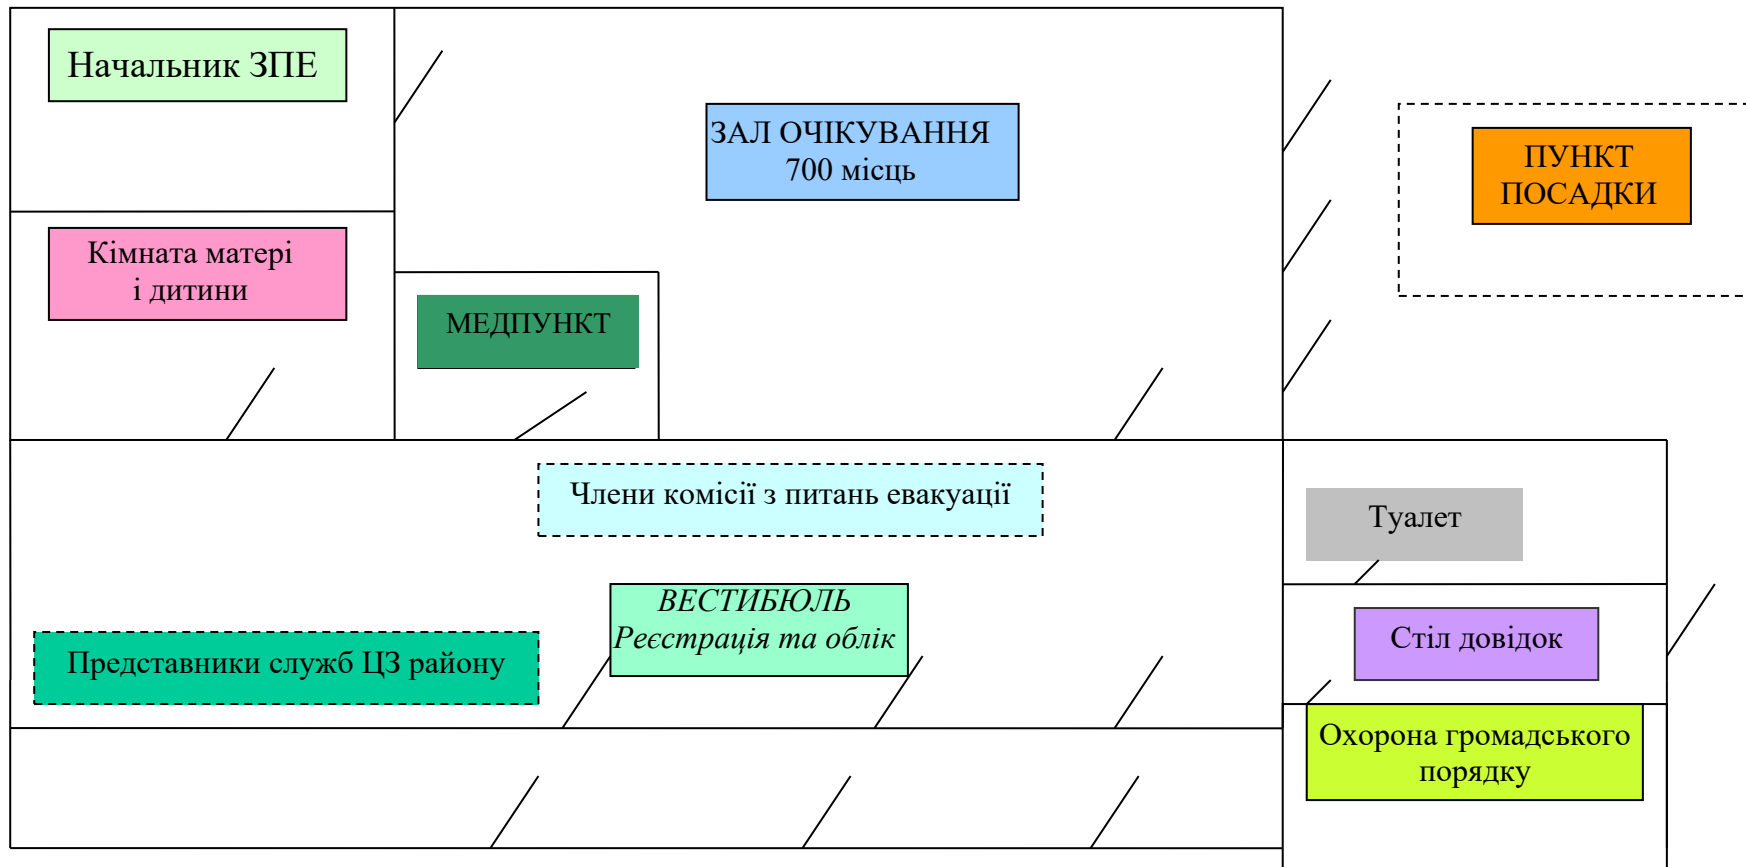 Начальник ЗПЕ
ЗАЛ ОЧІКУВАННЯ
700 місць
ПУНКТ
ПОСАДКИ
Кімната матері
і дитини
МЕДПУНКТ
Члени комісії з питань евакуації
Туалет
ВЕСТИБЮЛЬ
Реєстрація та облік
Стіл довідок
Представники служб ЦЗ району
Охорона громадського
порядку